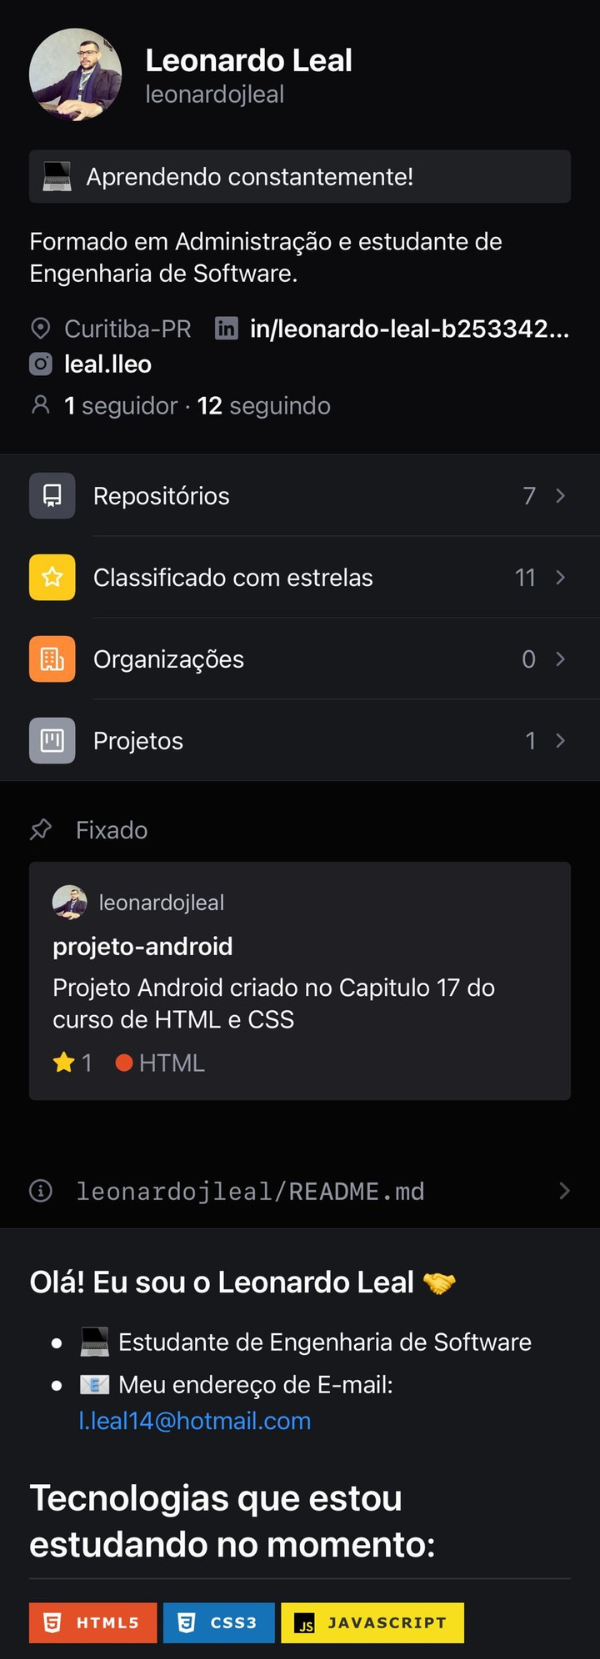 Leonardo Leal
leonardojleal
Aprendendo constantemente!
Formado em Administração e estudante de
Engenharia de Software.
Curitiba-PR in/leonardo-leal-b253342...
leal.lleo
1 seguidor · 12 seguindo
Repositórios 7
Classificado com estrelas 11
Organizações 0
Projetos 1
Fixado
leonardojleal
projeto-android
Projeto Android criado no Capitulo 17 do
curso de HTML e CSS
1 HTML
leonardojleal/README.md
Olá! Eu sou o Leonardo Leal
Estudante de Engenharia de Software
Meu endereço de E-mail:
l.leal14@hotmail.com
Tecnologias que estou
estudando no momento:
HTML5 CSS3 JS JAVASCRIPT